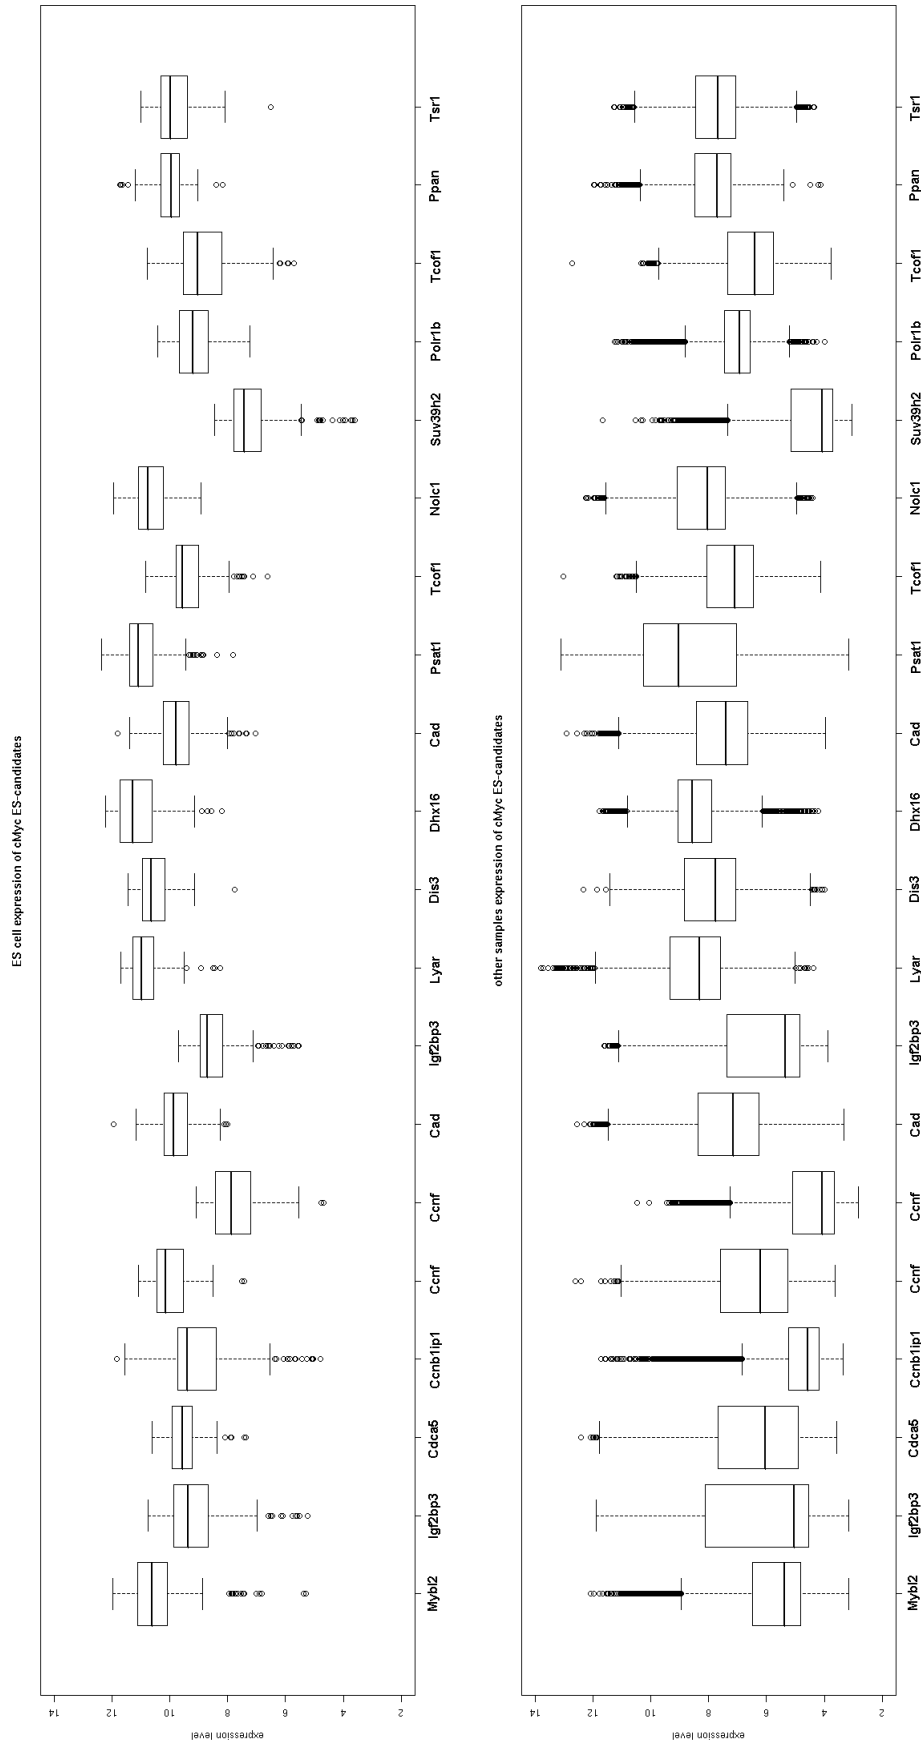 ES cell expression of cMyc ES-candidates
expression level
2 4 6 8 10 12 14
Mybl2 Igf2bp3 Cdca5 Ccnb1ip1 Ccnf Ccnf Cad Igf2bp3 Lyar Dis3 Dhx16 Cad Psat1 Tcof1 Nolc1 Suv39h2 Polr1b Tcof1 Ppan Tsr1
other samples expression of cMyc ES-candidates
expression level
2 4 6 8 10 12 14
Mybl2 Igf2bp3 Cdca5 Ccnb1ip1 Ccnf Ccnf Cad Igf2bp3 Lyar Dis3 Dhx16 Cad Psat1 Tcof1 Nolc1 Suv39h2 Polr1b Tcof1 Ppan Tsr1